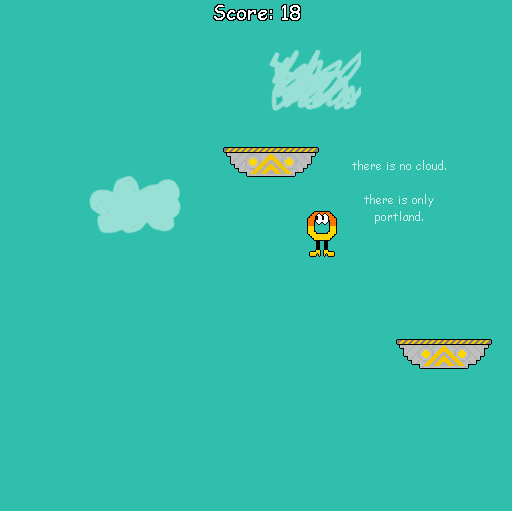 Score: 18
there is no cloud.
there is only
portland.